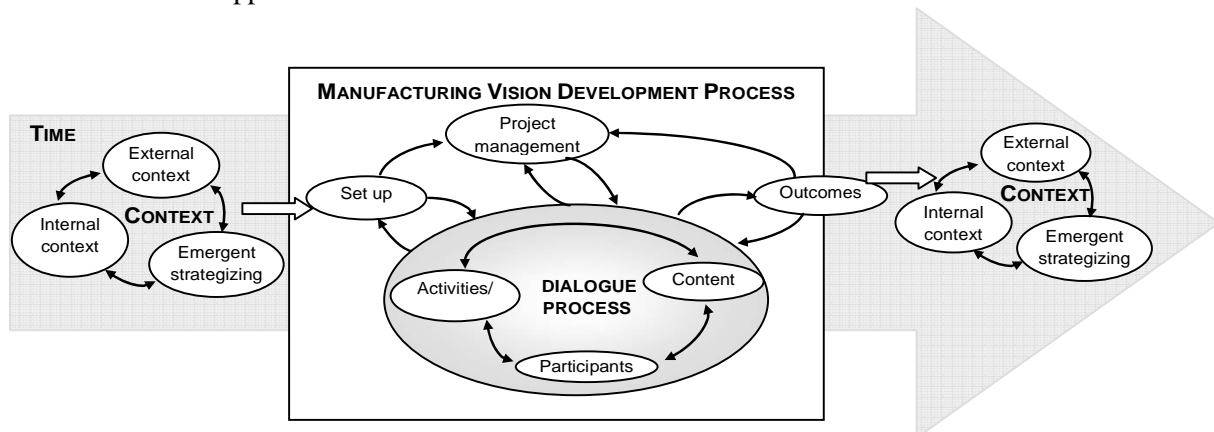 MANUFACTURING VISION DEVELOPMENT PROCESS
TIME
External
context
CONTEXT
Internal
context
Emergent
strategizing
Set up
Project
management
Outcomes
Activities/
DIALOGUE
PROCESS
Content
Participants
External
context
CONTEXT
Internal
context
Emergent
strategizing